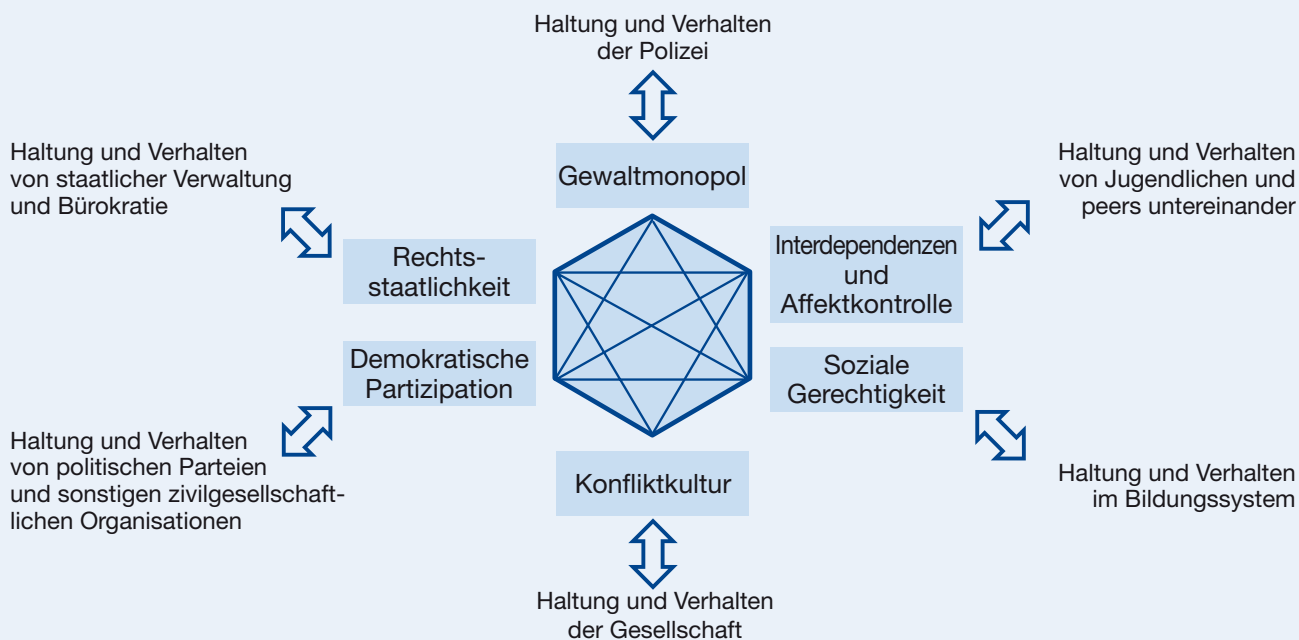 Haltung und Verhalten
der Polizei
Haltung und Verhalten
von staatlicher Verwaltung
und Bürokratie
Gewaltmonopol
Haltung und Verhalten
von Jugendlichen und
peers untereinander
Rechts-
staatlichkeit
Interdependenzen
und
Affektkontrolle
Demokratische
Partizipation
Soziale
Gerechtigkeit
Haltung und Verhalten
von politischen Parteien
und sonstigen zivilgesellschaft-
lichen Organisationen
Konfliktkultur
Haltung und Verhalten
im Bildungssystem
Haltung und Verhalten
der Gesellschaft